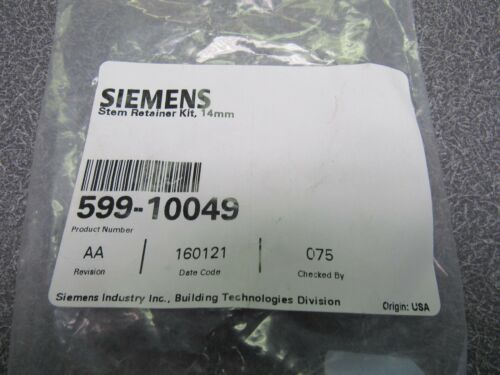 SIEMENS
Stem Retainer Kit, 14mm
599-10049
Product Number
AA 160121 075
Revision Date Code Checked By
Siemens Industry Inc., Building Technologies Division
Origin: USA